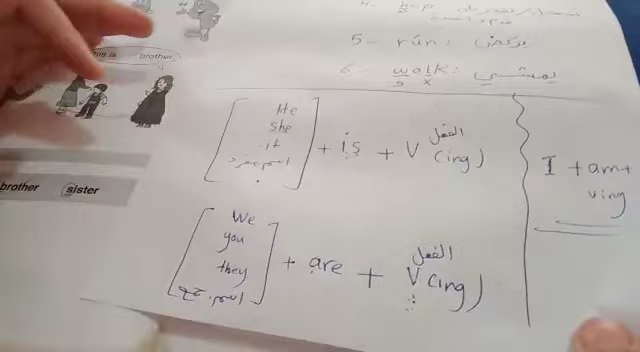 his is brother.
brother sister
5- run: يركض
6- walk: يمشي
He
she
it
اسم مفرد
+ is + V (ing)
الفعل
I + am +
ving
We
you
they
اسم جمع
+ are + V (ing)
الفعل